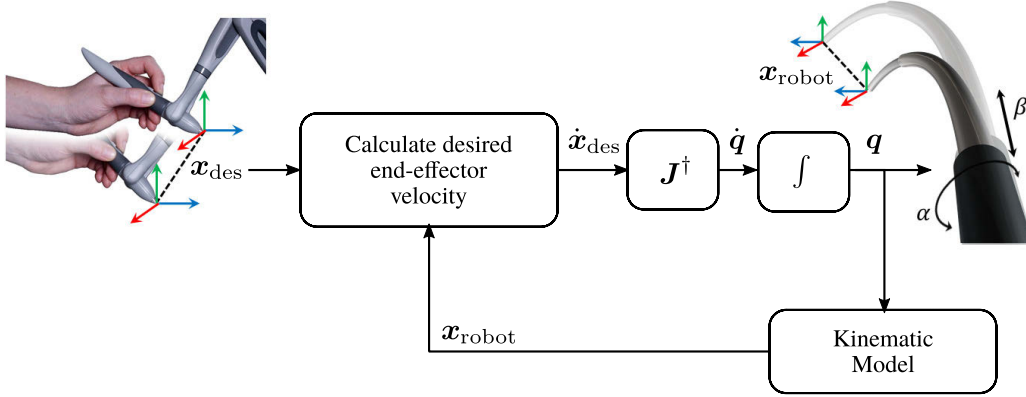 x_des
Calculate desired
end-effector
velocity
ẋ_des
J†
q̇
∫
q
x_robot
β
α
x_robot
Kinematic
Model